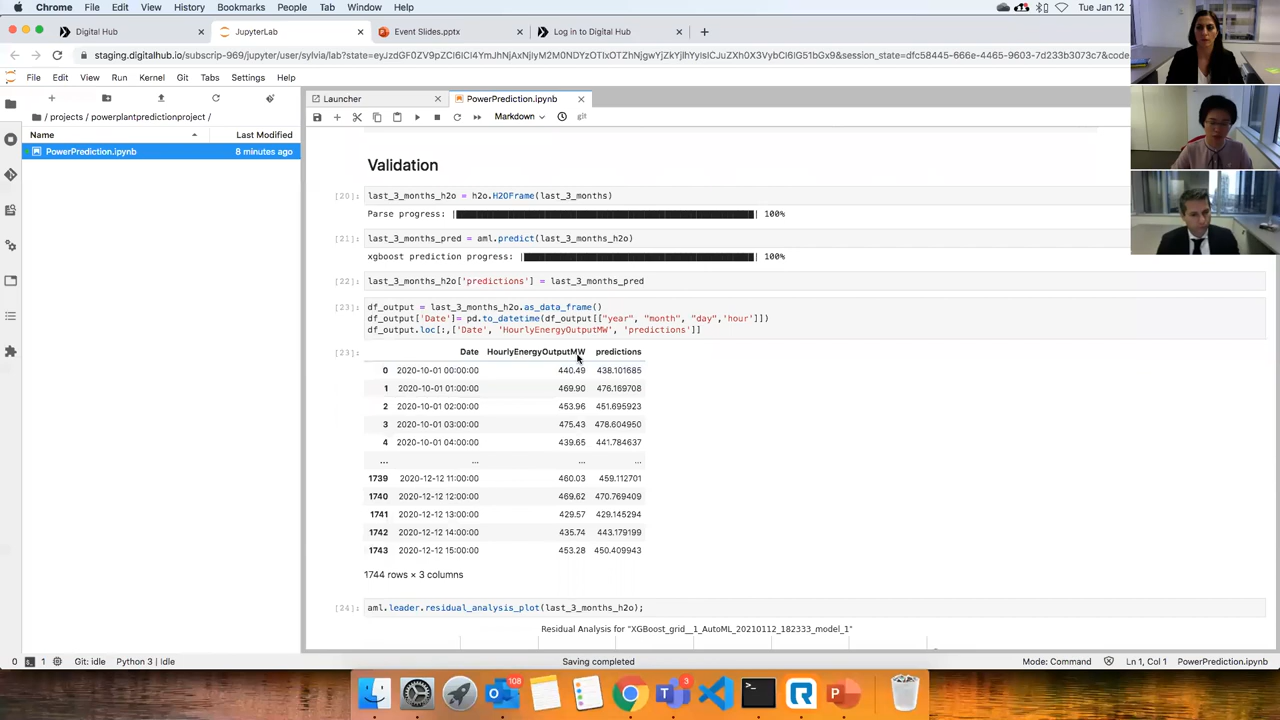 Chrome File Edit View History Bookmarks People Tab Window Help Tue Jan 12
Digital Hub JupyterLab Event Slides.pptx Log in to Digital Hub
File Edit View Run Kernel Git Tabs Settings Help
Launcher PowerPrediction.ipynb
Markdown git
/ projects / powerplantpredictionproject /
Name Last Modified
PowerPrediction.ipynb 8 minutes ago
Validation
[20]: last_3_months_h2o = h2o.H2OFrame(last_3_months)
Parse progress: | | 100%
[21]: last_3_months_pred = aml.predict(last_3_months_h2o)
xgboost prediction progress: | | 100%
[22]: last_3_months_h2o['predictions'] = last_3_months_pred
[23]: df_output = last_3_months_h2o.as_data_frame()
df_output['Date']= pd.to_datetime(df_output[["year", "month", "day",'hour']])
df_output.loc[:,['Date', 'HourlyEnergyOutputMW', 'predictions']]
[23]: Date HourlyEnergyOutputMW predictions
0 2020-10-01 00:00:00 440.49 438.101685
1 2020-10-01 01:00:00 469.90 476.169708
2 2020-10-01 02:00:00 453.96 451.695923
3 2020-10-01 03:00:00 475.43 478.604950
4 2020-10-01 04:00:00 439.65 441.784637
... ... ... ...
1739 2020-12-12 11:00:00 460.03 459.112701
1740 2020-12-12 12:00:00 469.62 470.769409
1741 2020-12-12 13:00:00 429.57 429.145294
1742 2020-12-12 14:00:00 435.74 443.179199
1743 2020-12-12 15:00:00 453.28 450.409943
1744 rows × 3 columns
[24]: aml.leader.residual_analysis_plot(last_3_months_h2o);
Residual Analysis for "XGBoost_grid__1_AutoML_20210112_182333_model_1"
0 1 Git: idle Python 3 | Idle Saving completed Mode: Command Ln 1, Col 1 PowerPrediction.ipynb
108 3